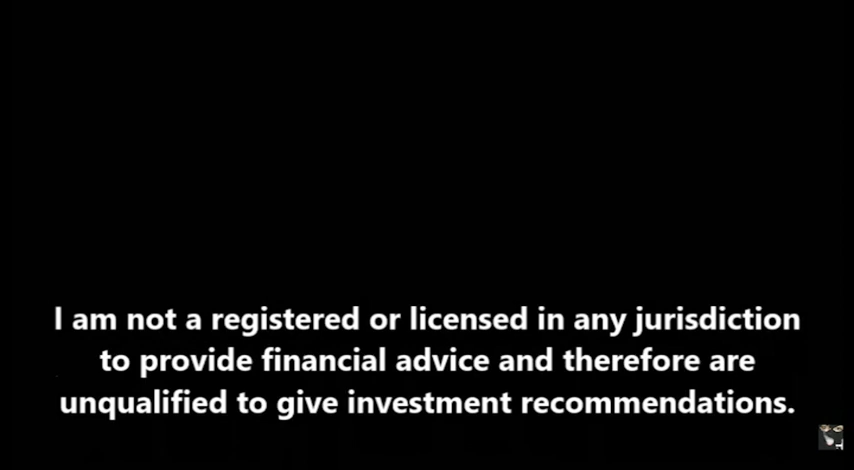 I am not a registered or licensed in any jurisdiction
to provide financial advice and therefore are
unqualified to give investment recommendations.